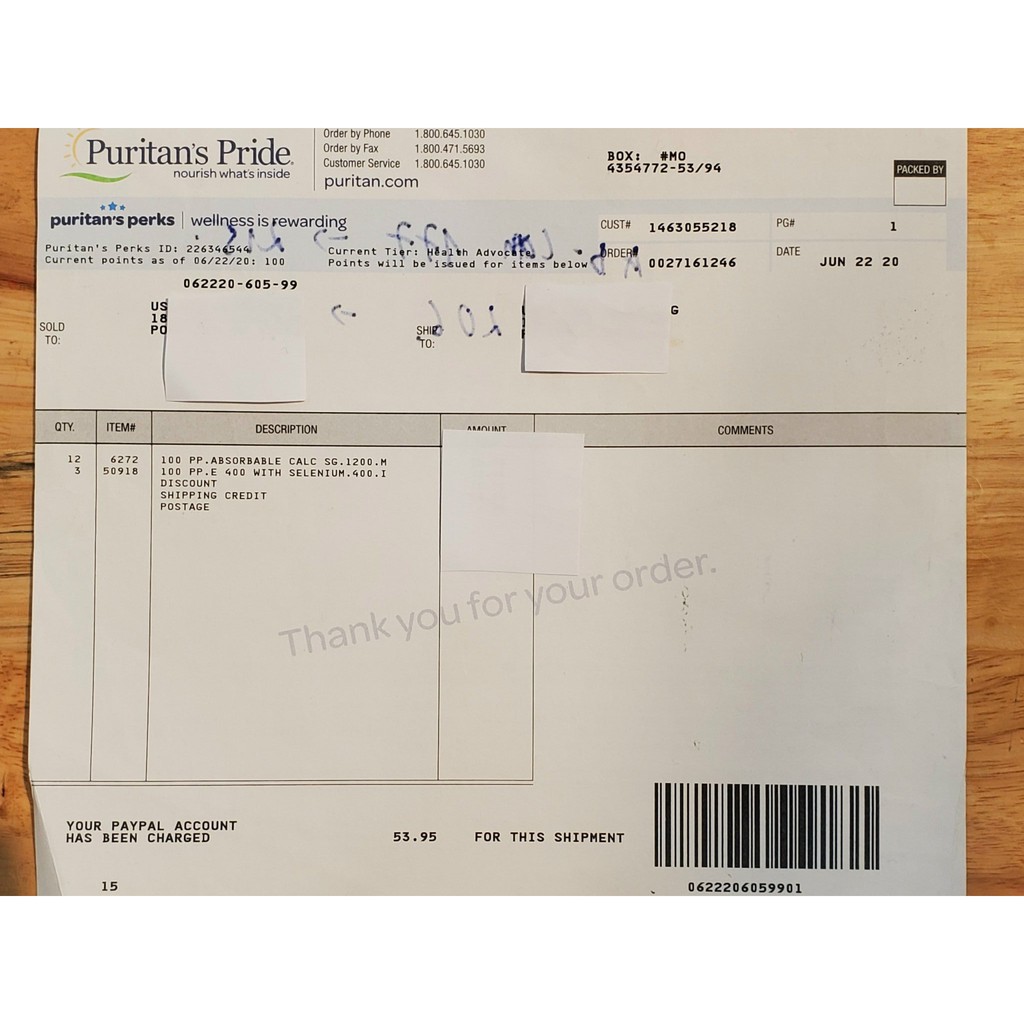 Puritan's Pride
nourish what's inside
Order by Phone 1.800.645.1030
Order by Fax 1.800.471.5693
Customer Service 1.800.645.1030
puritan.com
BOX: #MO
4354772-53/94
PACKED BY
puritan's perks wellness is rewarding
Puritan's Perks ID: 226346544
Current points as of 06/22/20: 100
Current Tier: Health Advocate
Points will be issued for items below
CUST# 1463055218
PG# 1
ORDER# 0027161246
DATE JUN 22 20
062220-605-99
SOLD TO:
US
18
PO
SHIP TO:
G
QTY. ITEM# DESCRIPTION AMOUNT COMMENTS
12 6272 100 PP.ABSORBABLE CALC SG.1200.M
3 50918 100 PP.E 400 WITH SELENIUM.400.I
DISCOUNT
SHIPPING CREDIT
POSTAGE
Thank you for your order.
YOUR PAYPAL ACCOUNT
HAS BEEN CHARGED 53.95 FOR THIS SHIPMENT
15
0622206059901